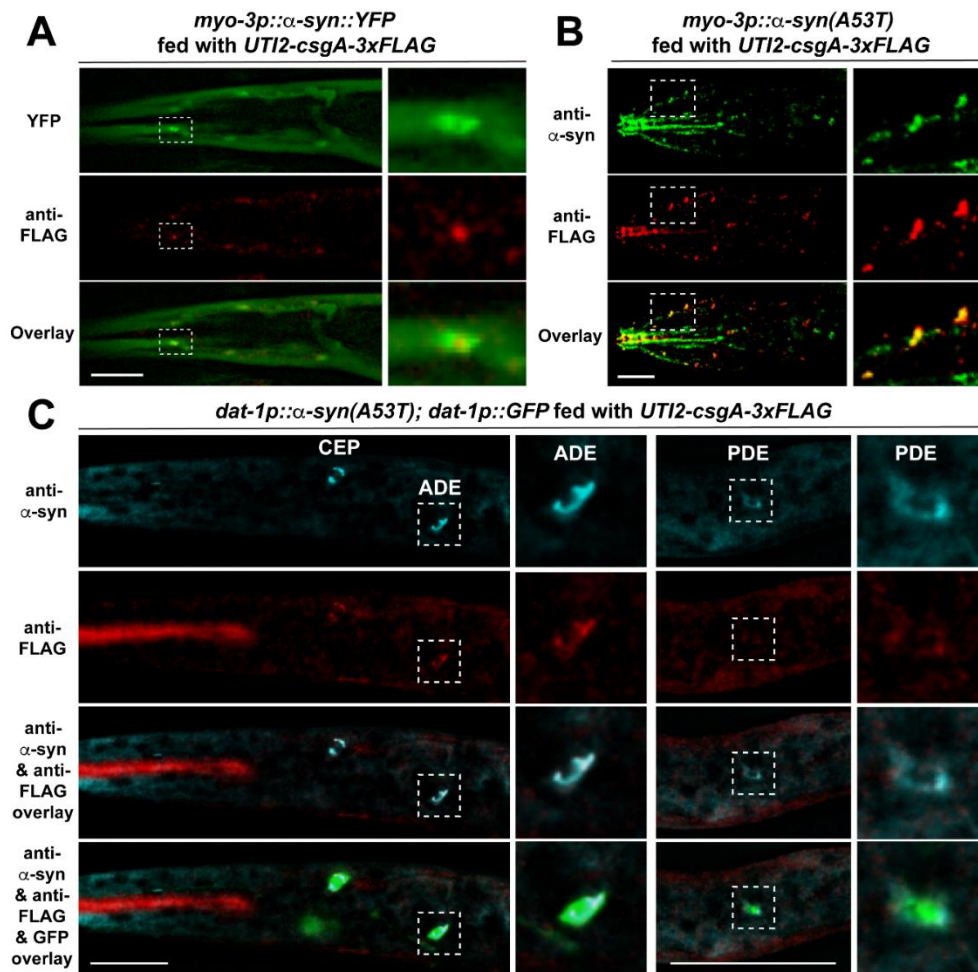 A
myo-3p::α-syn::YFP
fed with UTI2-csgA-3xFLAG
YFP
anti-
FLAG
Overlay
B
myo-3p::α-syn(A53T)
fed with UTI2-csgA-3xFLAG
anti-
α-syn
anti-
FLAG
Overlay
C
dat-1p::α-syn(A53T); dat-1p::GFP fed with UTI2-csgA-3xFLAG
CEP
ADE
ADE
PDE
PDE
anti-
α-syn
anti-
FLAG
anti-
α-syn
& anti-
FLAG
overlay
anti-
α-syn
& anti-
FLAG
& GFP
overlay